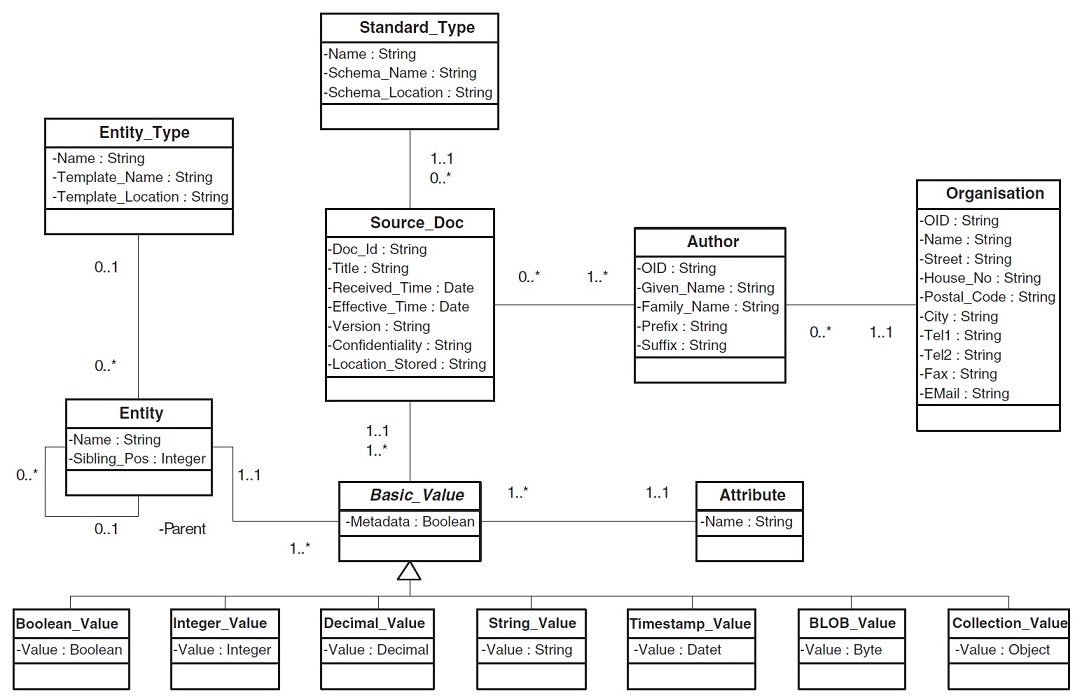 Standard_Type
-Name : String
-Schema_Name : String
-Schema_Location : String
Entity_Type
-Name : String
-Template_Name : String
-Template_Location : String
1..1
0..*
Source_Doc
-Doc_Id : String
-Title : String
-Received_Time : Date
-Effective_Time : Date
-Version : String
-Confidentiality : String
-Location_Stored : String
0..*
1..*
Author
-OID : String
-Given_Name : String
-Family_Name : String
-Prefix : String
-Suffix : String
0..*
1..1
Organisation
-OID : String
-Name : String
-Street : String
-House_No : String
-Postal_Code : String
-City : String
-Tel1 : String
-Tel2 : String
-Fax : String
-EMail : String
0..1
0..*
Entity
-Name : String
-Sibling_Pos : Integer
0..*
0..1
-Parent
1..1
1..*
1..1
1..*
Basic_Value
-Metadata : Boolean
1..*
1..1
Attribute
-Name : String
Boolean_Value
-Value : Boolean
Integer_Value
-Value : Integer
Decimal_Value
-Value : Decimal
String_Value
-Value : String
Timestamp_Value
-Value : Datet
BLOB_Value
-Value : Byte
Collection_Value
-Value : Object